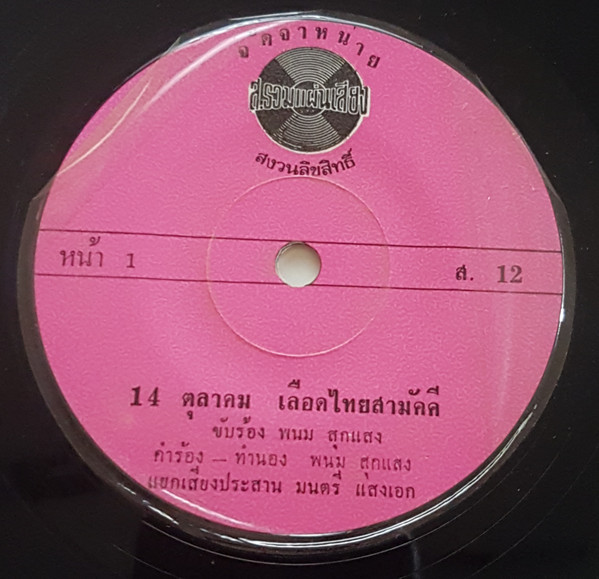 จัดจำหน่าย
ส.รวมแผ่นเสียง
สงวนลิขสิทธิ์
หน้า 1
ส. 12
14 ตุลาคม เลือดไทยสามัคคี
ขับร้อง พนม สุกแสง
คำร้อง — ทำนอง พนม สุกแสง
แยกเสียงประสาน มนตรี แสงเอก